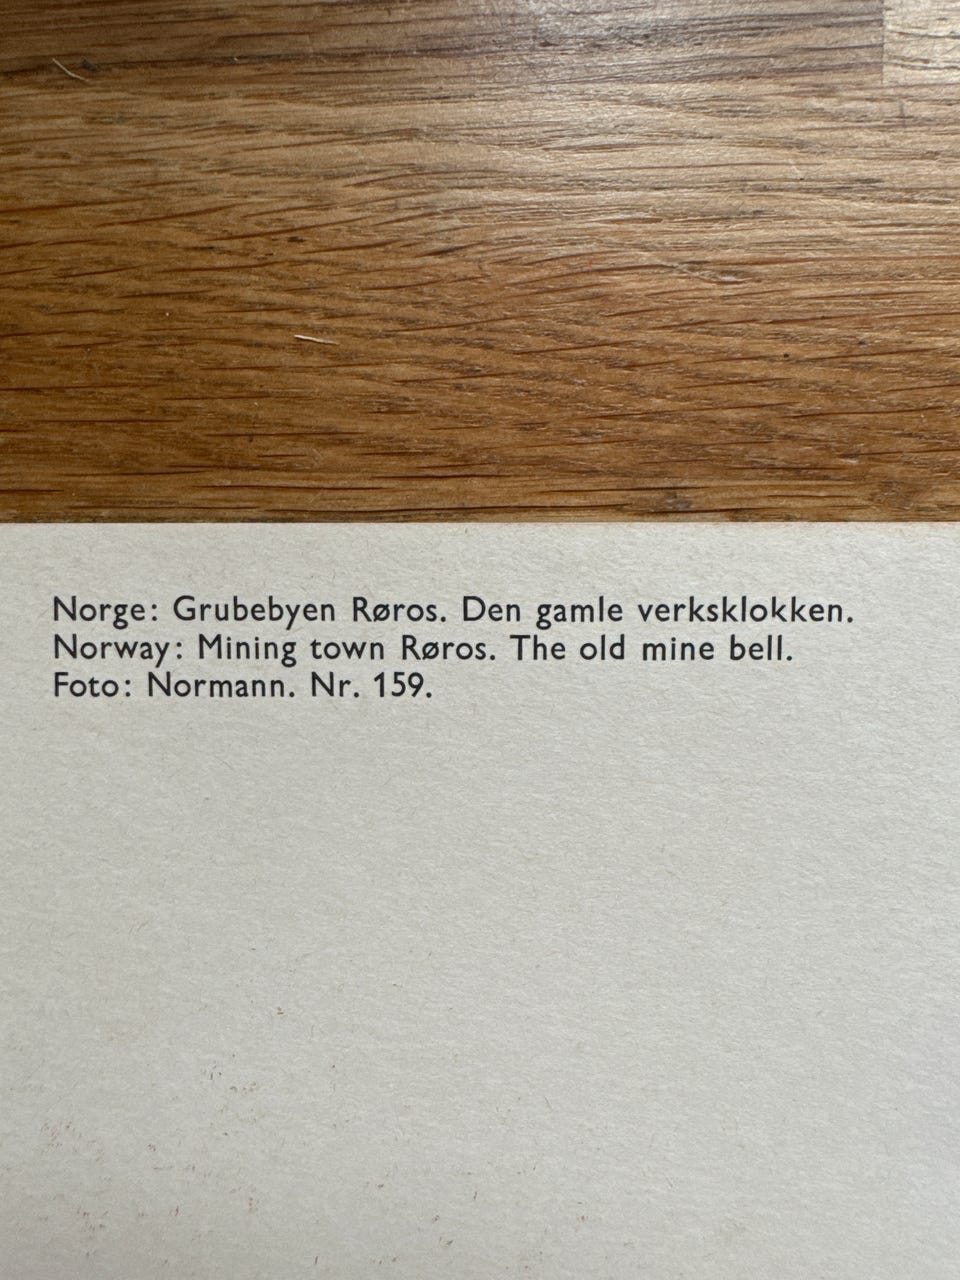 Norge: Grubebyen Røros. Den gamle verksklokken.
Norway: Mining town Røros. The old mine bell.
Foto: Normann. Nr. 159.